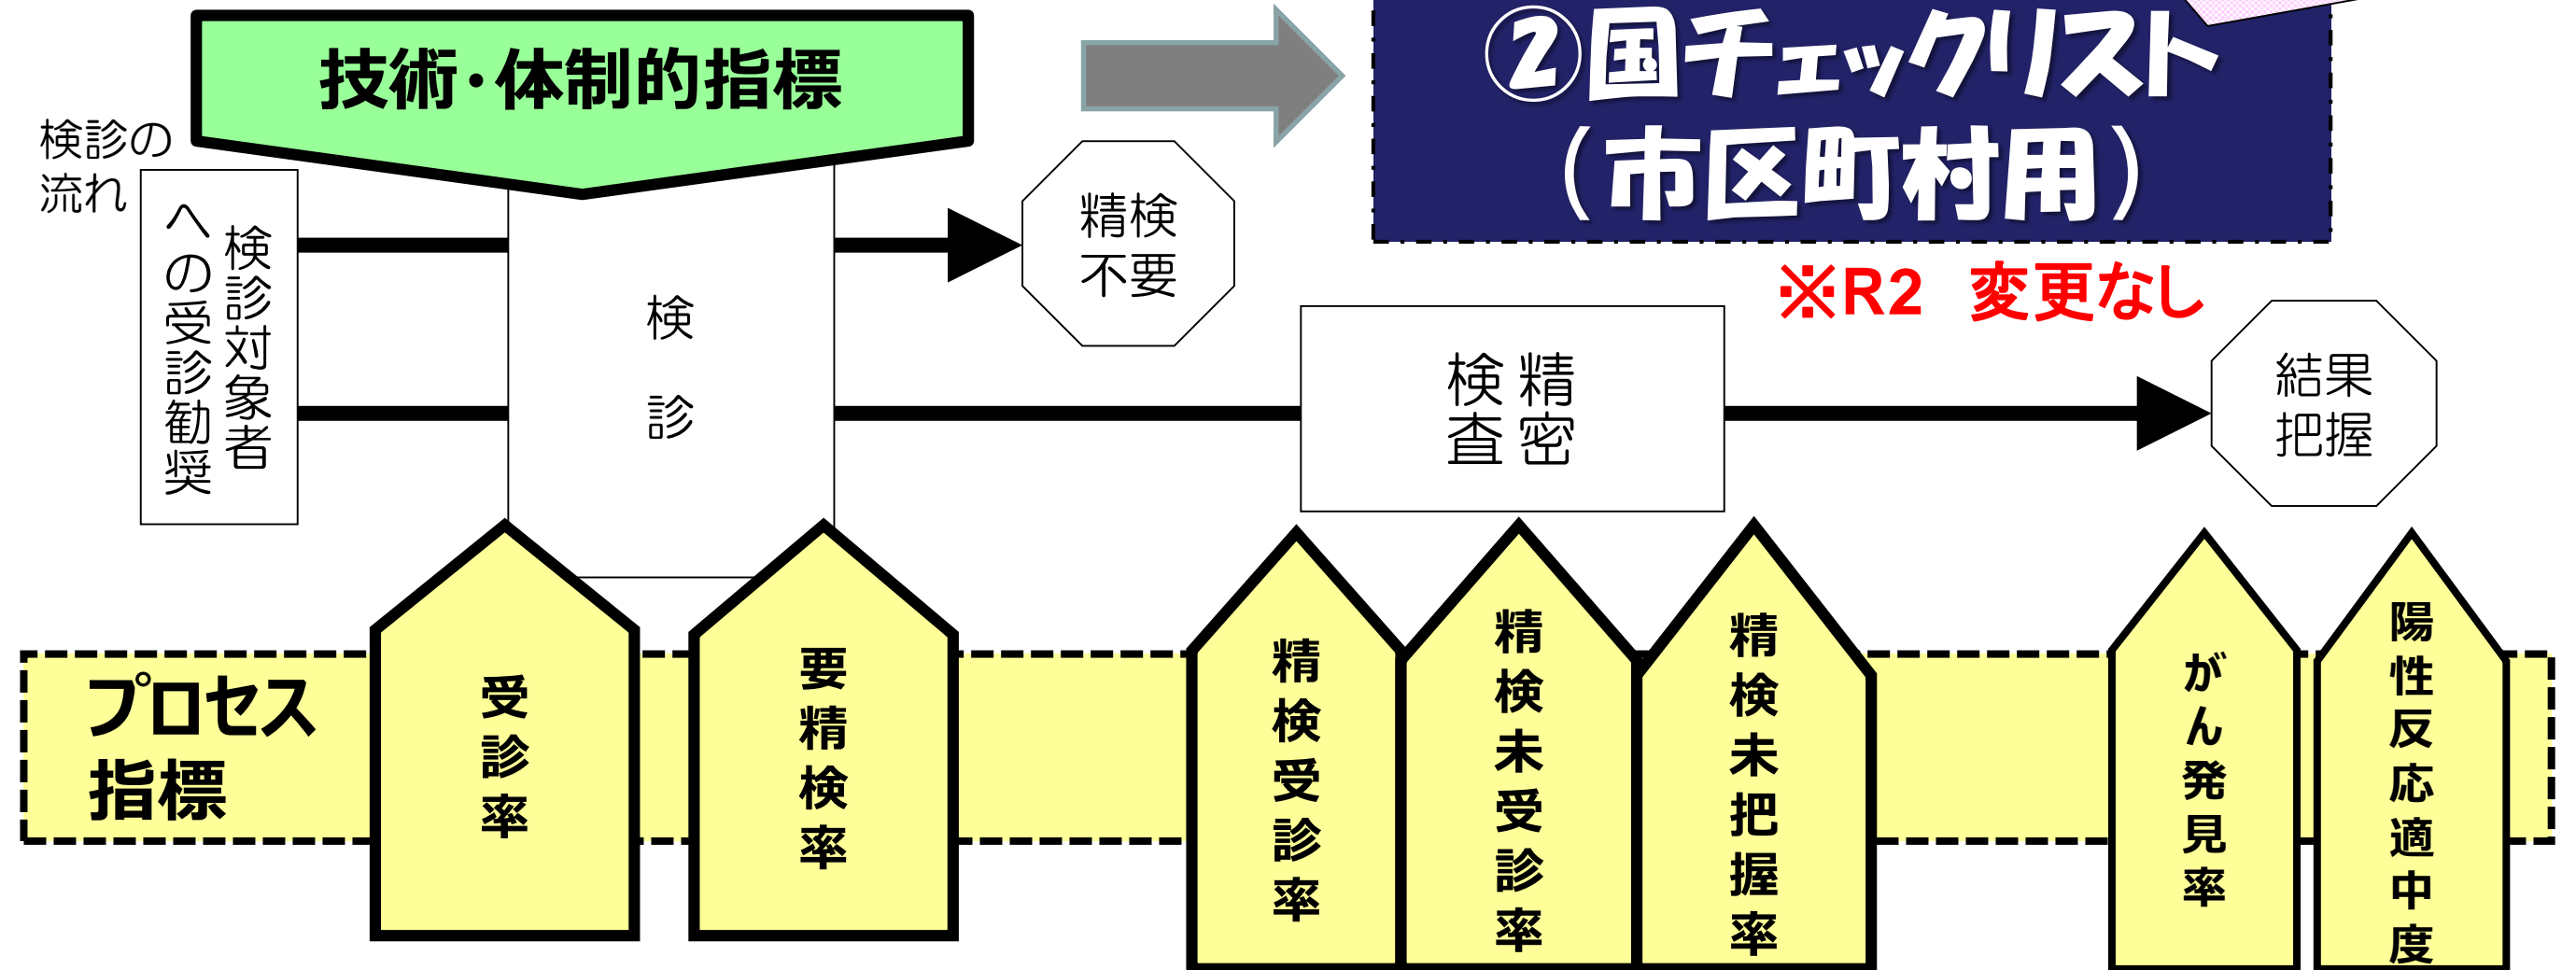 技術・体制的指標
②国チェックリスト
（市区町村用）
※R2 変更なし
検診の
流れ
検診対象者
への受診勧奨
検診
精検
不要
精密
検査
結果
把握
プロセス
指標
受診率
要精検率
精検受診率
精検未受診率
精検未把握率
がん発見率
陽性反応適中度